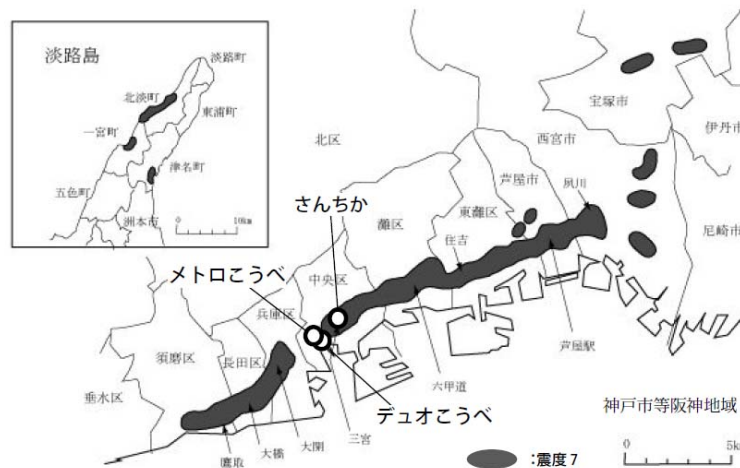 淡路島
淡路町
北淡町
東浦町
一宮町
津名町
五色町
洲本市
0
10km
北区
宝塚市
伊丹市
西宮市
芦屋市
夙川
さんちか
灘区
東灘区
住吉
尼崎市
メトロこうべ
中央区
兵庫区
須磨区
長田区
芦屋駅
垂水区
六甲道
デュオこうべ
神戸市等阪神地域
大開
三宮
大橋
鷹取
:震度7
0
5k